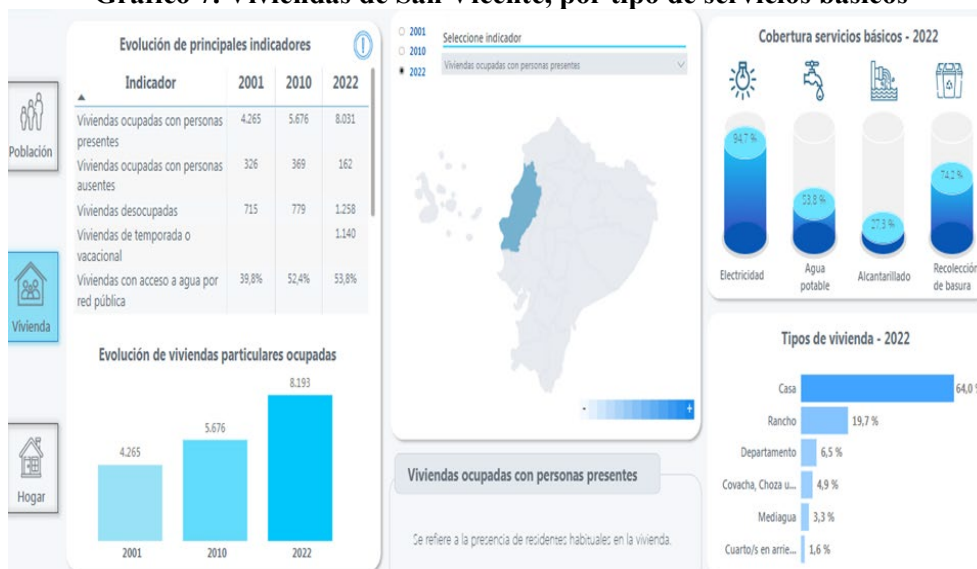 Gráfico 7. Viviendas de San Vicente, por tipo de servicios básicos
Población
Vivienda
Hogar
Evolución de principales indicadores
Indicador 2001 2010 2022
Viviendas ocupadas con personas 4.265 5.676 8.031
presentes
Viviendas ocupadas con personas 326 369 162
ausentes
Viviendas desocupadas 715 779 1.258
Viviendas de temporada o 1.140
vacacional
Viviendas con acceso a agua por 39,8% 52,4% 53,8%
red pública
Evolución de viviendas particulares ocupadas
8.193
5.676
4.265
2001 2010 2022
2001
2010
2022
Seleccione indicador
Viviendas ocupadas con personas presentes
- +
Viviendas ocupadas con personas presentes
Se refiere a la presencia de residentes habituales en la vivienda.
Cobertura servicios básicos - 2022
94,7 %
53,8 %
27,3 %
74,2 %
Electricidad
Agua
potable
Alcantarillado
Recolección
de basura
Tipos de vivienda - 2022
Casa 64,0 %
Rancho 19,7 %
Departamento 6,5 %
Covacha, Choza u... 4,9 %
Mediagua 3,3 %
Cuarto/s en arrie... 1,6 %